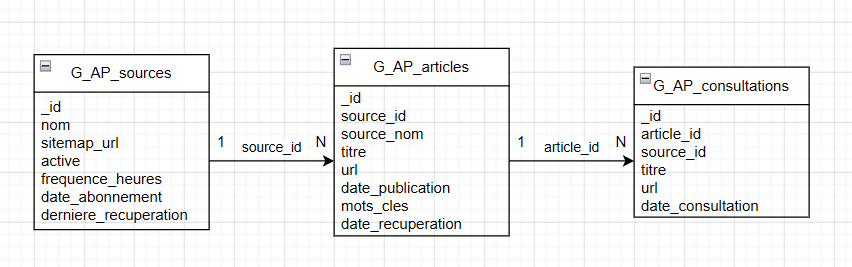 G_AP_sources
_id
nom
sitemap_url
active
frequence_heures
date_abonnement
derniere_recuperation
1 source_id N
G_AP_articles
_id
source_id
source_nom
titre
url
date_publication
mots_cles
date_recuperation
1 article_id N
G_AP_consultations
_id
article_id
source_id
titre
url
date_consultation